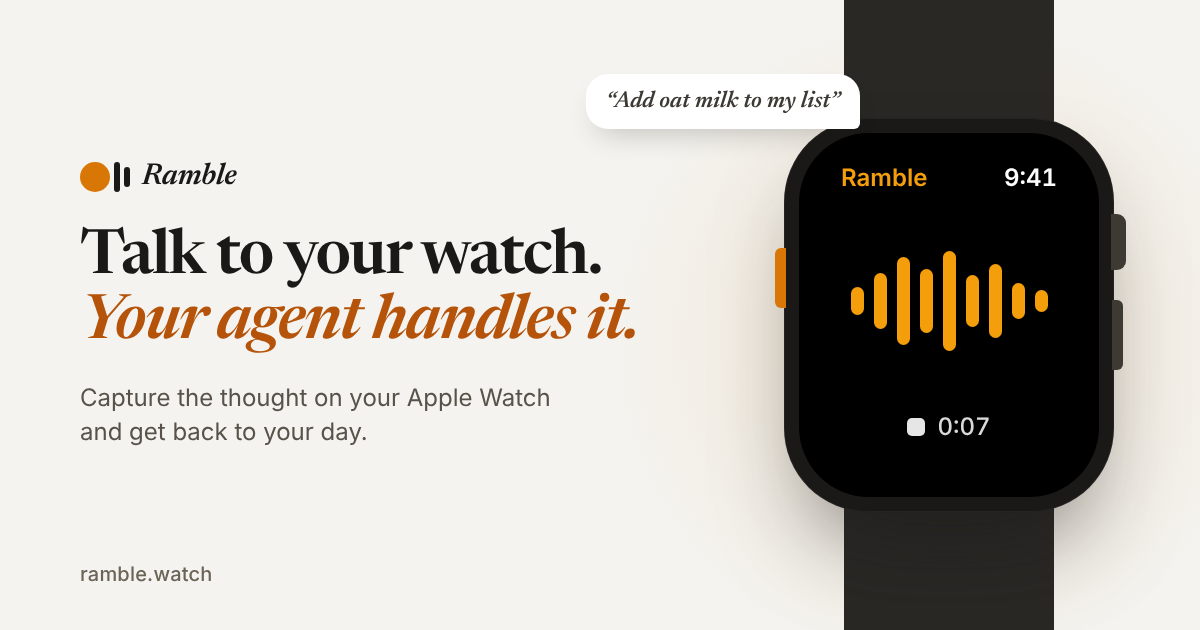 Ramble
Talk to your watch.
Your agent handles it.
Capture the thought on your Apple Watch
and get back to your day.
ramble.watch
“Add oat milk to my list”
Ramble 9:41
0:07